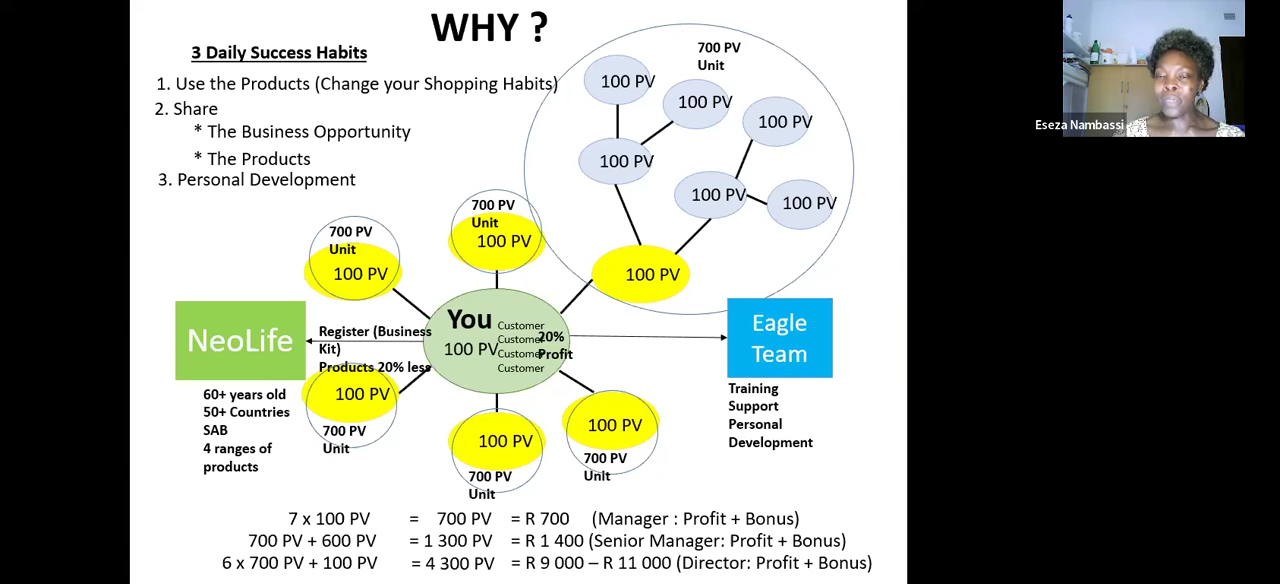 WHY ?
3 Daily Success Habits
1. Use the Products (Change your Shopping Habits)
2. Share
* The Business Opportunity
* The Products
3. Personal Development
700 PV
Unit
100 PV
100 PV
100 PV
100 PV
100 PV
100 PV
100 PV
700 PV
Unit
100 PV
700 PV
Unit
100 PV
NeoLife
Register (Business
Kit)
Products 20% less
You
100 PV
Customer
Customer
Customer
Customer
20%
Profit
Eagle
Team
60+ years old
50+ Countries
SAB
4 ranges of
products
100 PV
700 PV
Unit
100 PV
700 PV
Unit
100 PV
700 PV
Unit
Training
Support
Personal
Development
7 x 100 PV = 700 PV = R 700 (Manager : Profit + Bonus)
700 PV + 600 PV = 1 300 PV = R 1 400 (Senior Manager: Profit + Bonus)
6 x 700 PV + 100 PV = 4 300 PV = R 9 000 – R 11 000 (Director: Profit + Bonus)
Eseza Nambassi